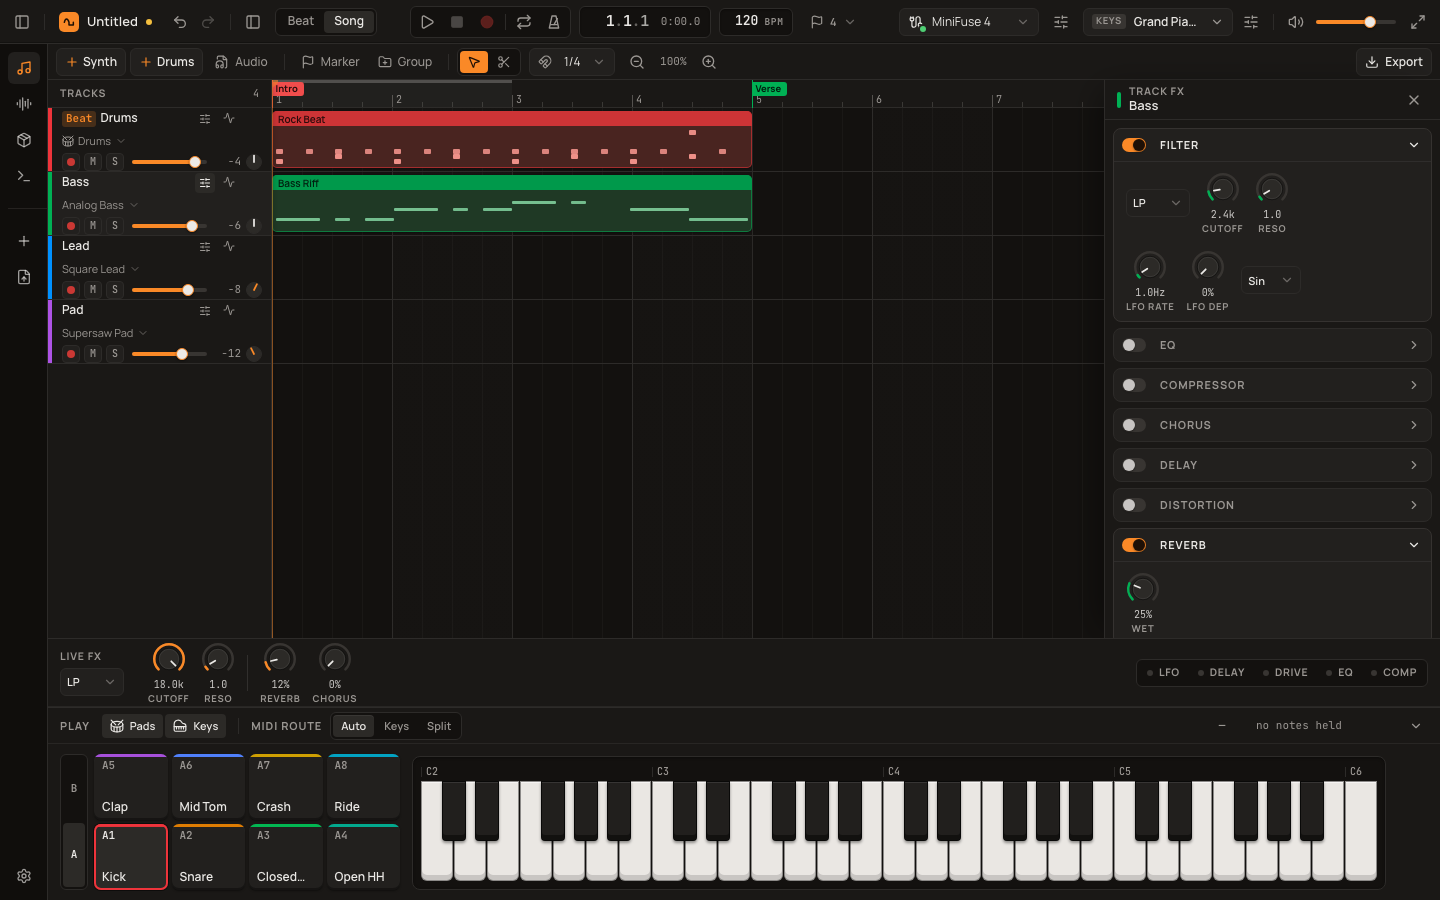 Untitled
Beat Song
1.1.1 0:00.0
120 BPM
4
MiniFuse 4
KEYS Grand Pia...
Synth
Drums
Audio
Marker
Group
1/4
100%
Export
TRACKS 4
Intro
Verse
1 2 3 4 5 6 7
Beat Drums
Drums
M S -4
Rock Beat
Bass
Analog Bass
M S -6
Bass Riff
Lead
Square Lead
M S -8
Pad
Supersaw Pad
M S -12
TRACK FX
Bass
FILTER
LP
2.4k 1.0
CUTOFF RESO
1.0Hz 0%
LFO RATE LFO DEP
Sin
EQ
COMPRESSOR
CHORUS
DELAY
DISTORTION
REVERB
25%
WET
LIVE FX
LP
18.0k 1.0 12% 0%
CUTOFF RESO REVERB CHORUS
LFO DELAY DRIVE EQ COMP
PLAY Pads Keys MIDI ROUTE Auto Keys Split
— no notes held
B
A
A5 A6 A7 A8
Clap Mid Tom Crash Ride
A1 A2 A3 A4
Kick Snare Closed... Open HH
C2 C3 C4 C5 C6